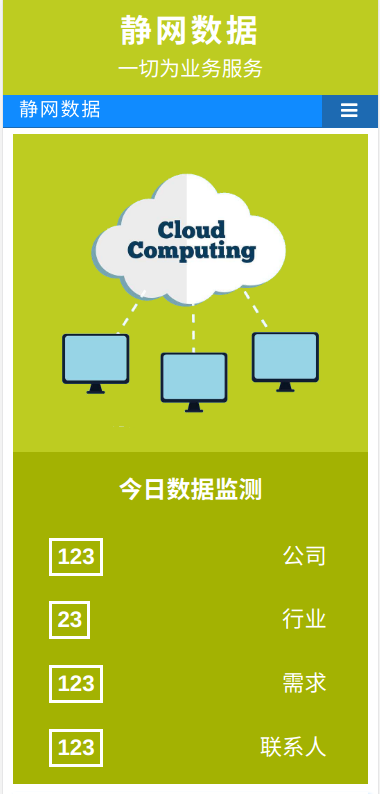 静网数据
一切为业务服务
静网数据
Cloud
Computing
今日数据监测
123 公司
23 行业
123 需求
123 联系人